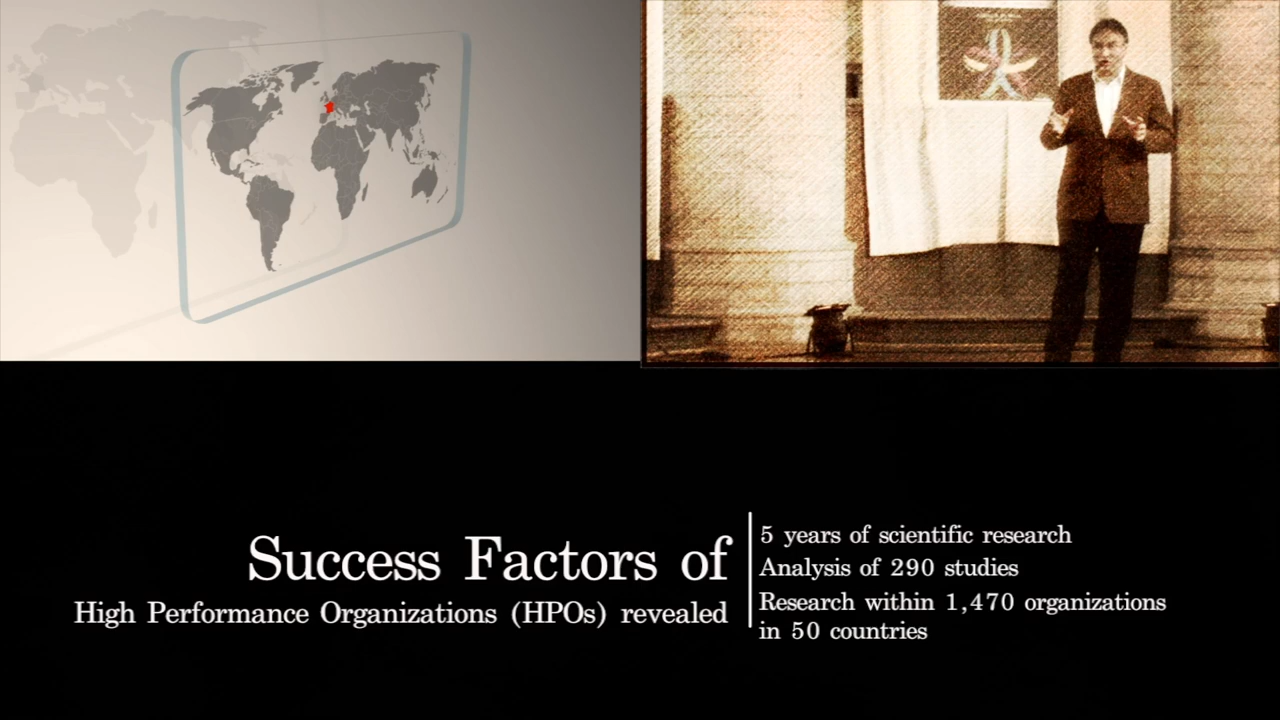 Success Factors of
High Performance Organizations (HPOs) revealed
5 years of scientific research
Analysis of 290 studies
Research within 1,470 organizations
in 50 countries